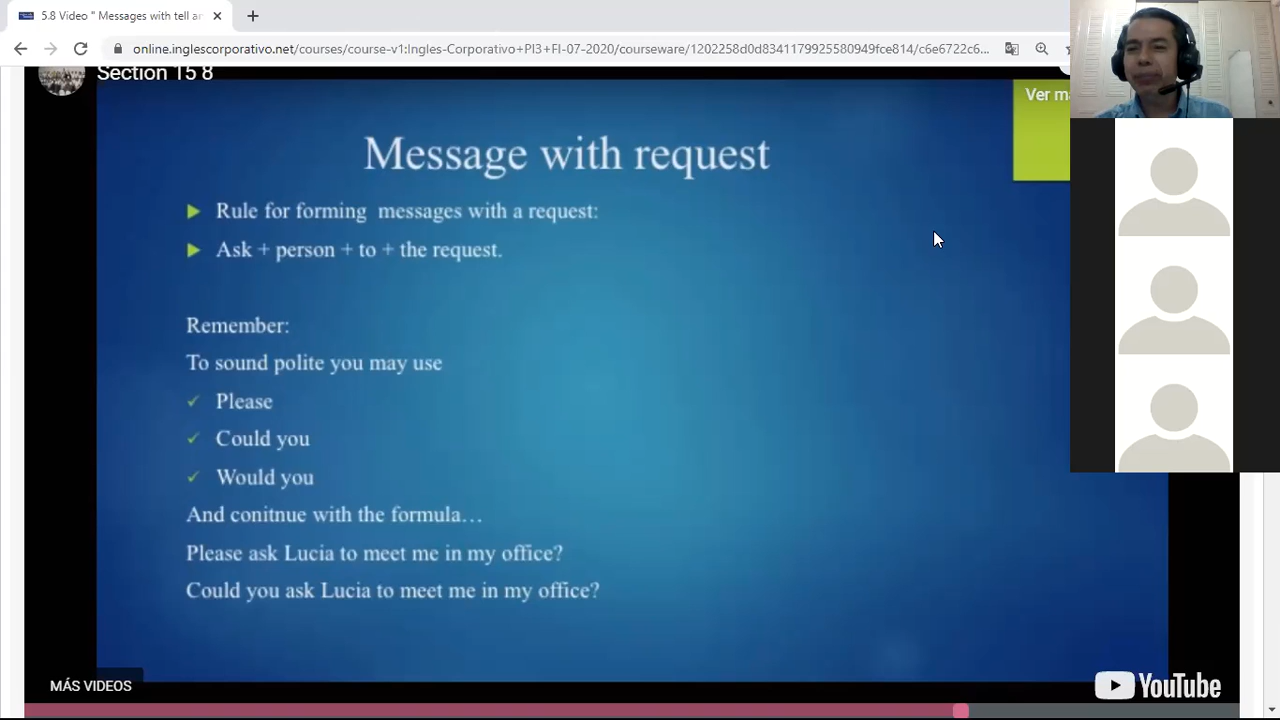 5.8 Video " Messages with tell ar
online.inglescorporativo.net/courses/course-v1:Ingles-Corporativo+PI3+FI-07-2020/courseware/1202258d0d8341179925580949fce814/c6e6722c6...
Section 15 8
Ver má
Message with request
Rule for forming messages with a request:
Ask + person + to + the request.
Remember:
To sound polite you may use
Please
Could you
Would you
And conitnue with the formula…
Please ask Lucia to meet me in my office?
Could you ask Lucia to meet me in my office?
MÁS VIDEOS
YouTube